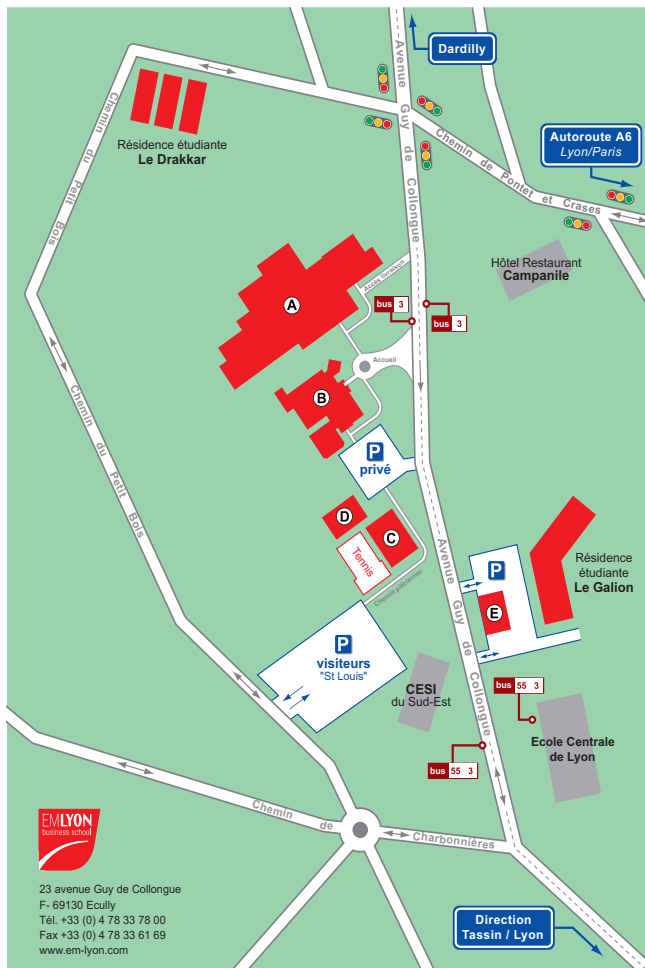 Dardilly
Avenue Guy de Collongue
Autoroute A6
Lyon/Paris
Chemin de Pontet et Crases
Chemin du Petit Bois
Résidence étudiante
Le Drakkar
Hôtel Restaurant
Campanile
Accès livraison
A
bus 3
bus 3
Accueil
B
P
privé
Chemin du Petit Bois
D
C
Tennis
Chemin piétonnier
Avenue Guy de Collongue
P
E
Résidence
étudiante
Le Galion
P
visiteurs
"St Louis"
CESI
du Sud-Est
bus 55 3
Ecole Centrale
de Lyon
bus 55 3
Chemin de Charbonnières
EMLYON
business school
23 avenue Guy de Collongue
F- 69130 Ecully
Tél. +33 (0) 4 78 33 78 00
Fax +33 (0) 4 78 33 61 69
www.em-lyon.com
Direction
Tassin / Lyon